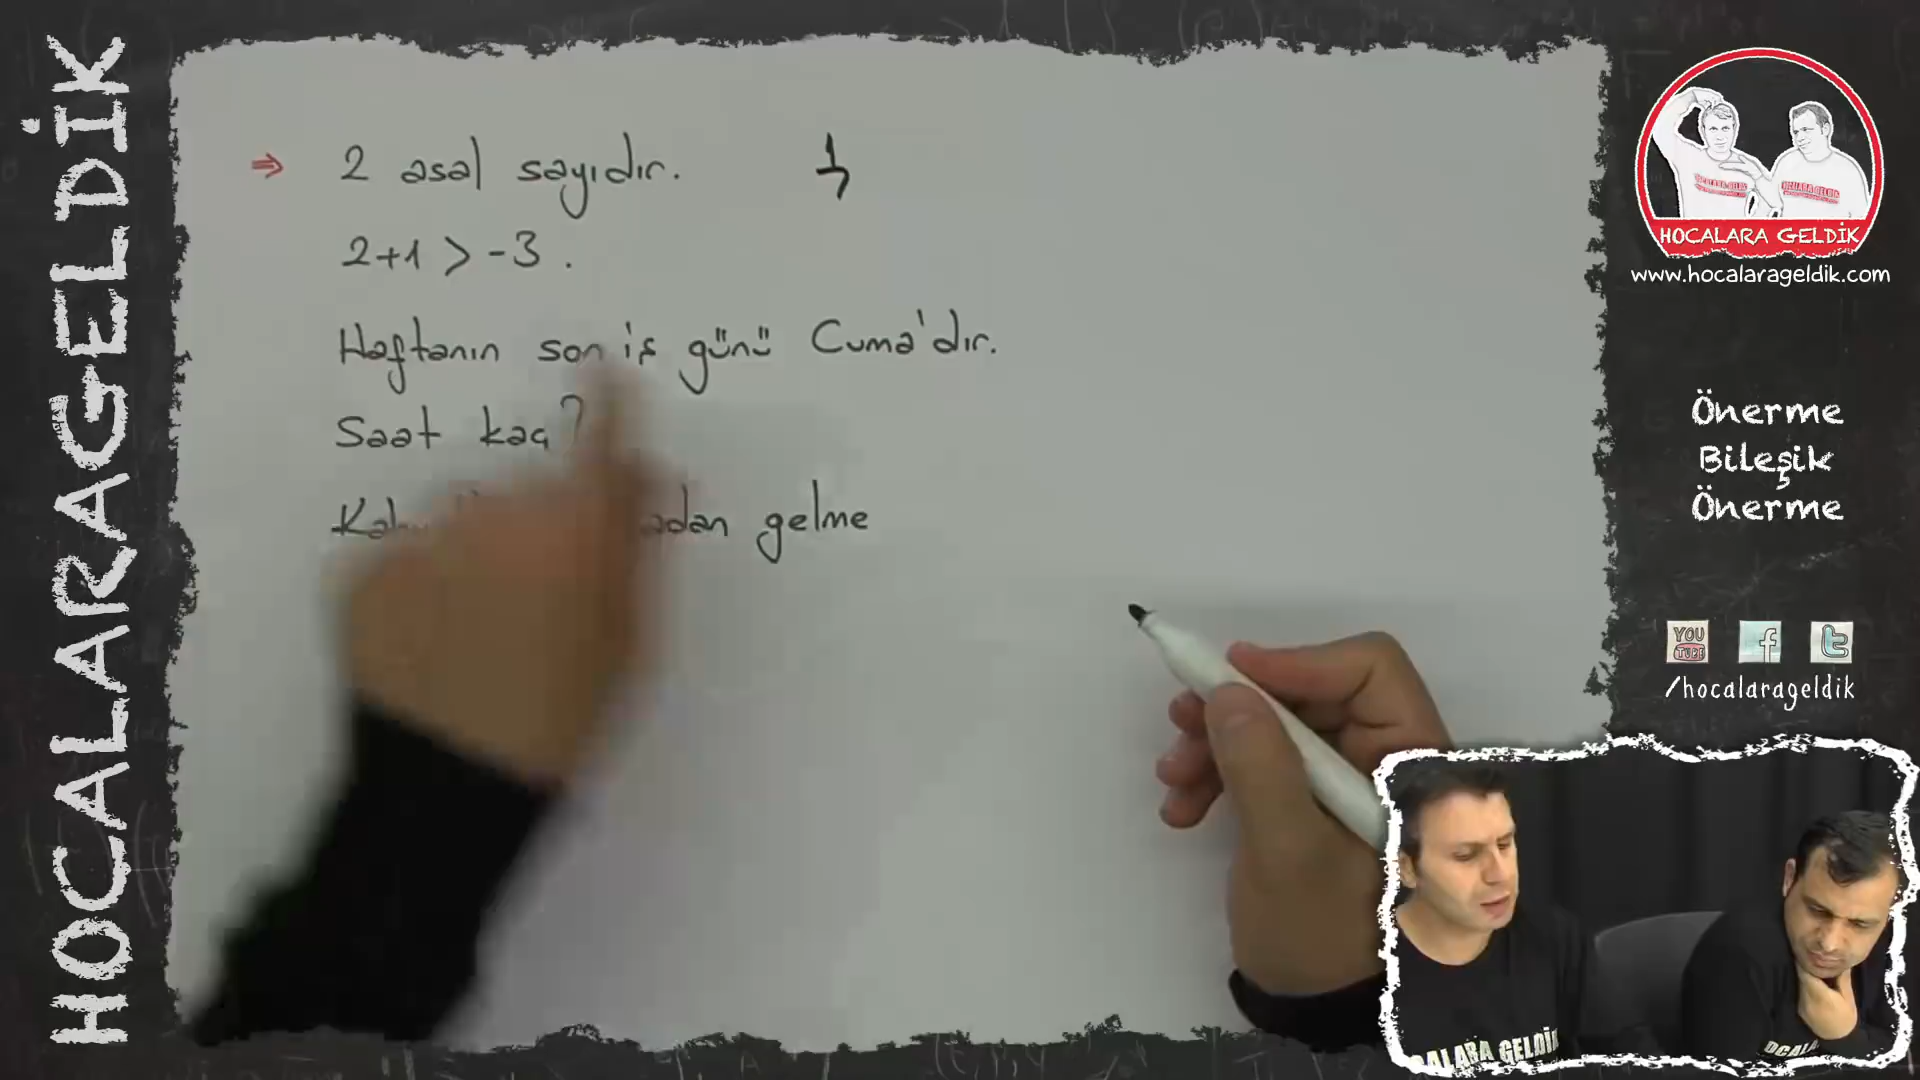 HOCALARAGELDİK
⇒ 2 asal sayıdır.
2+1 > -3.
Haftanın son iş günü Cuma'dır.
Saat kaç?
gelme
HOCALARA GELDİK
www.hocalarageldik.com
Önerme
Bileşik
Önerme
YOU
f
t
/hocalarageldik